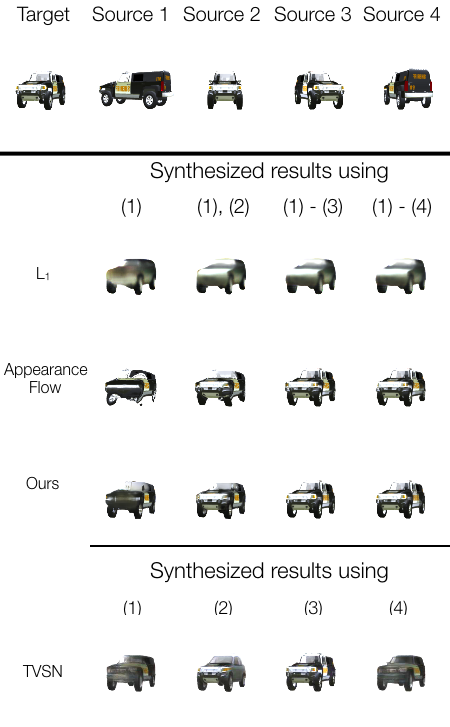 Target Source 1 Source 2 Source 3 Source 4
Synthesized results using
(1) (1), (2) (1) - (3) (1) - (4)
L₁
Appearance
Flow
Ours
Synthesized results using
(1) (2) (3) (4)
TVSN